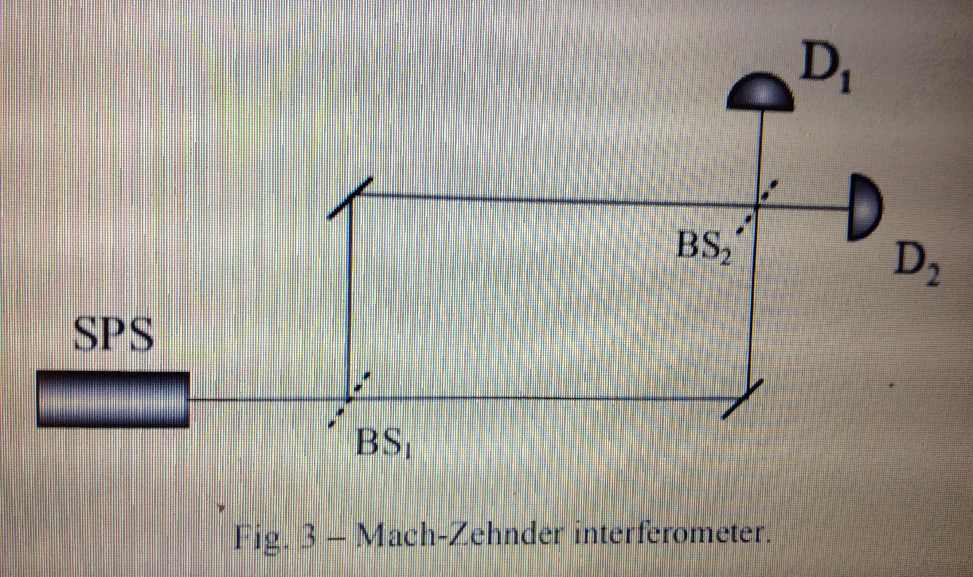 D₁
BS₂
D₂
SPS
BS₁
Fig. 3 – Mach-Zehnder interferometer.